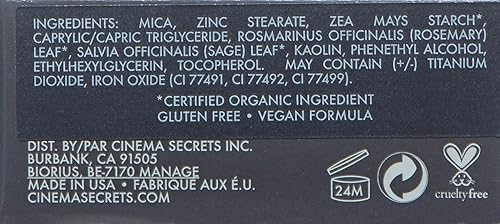 INGREDIENTS: MICA, ZINC STEARATE, ZEA MAYS STARCH*,
CAPRYLIC/CAPRIC TRIGLYCERIDE, ROSMARINUS OFFICINALIS (ROSEMARY)
LEAF*, SALVIA OFFICINALIS (SAGE) LEAF*, KAOLIN, PHENETHYL ALCOHOL,
ETHYLHEXYLGLYCERIN, TOCOPHEROL. MAY CONTAIN (+/-) TITANIUM
DIOXIDE, IRON OXIDE (CI 77491, CI 77492, CI 77499).
*CERTIFIED ORGANIC INGREDIENT
GLUTEN FREE • VEGAN FORMULA
DIST. BY/PAR CINEMA SECRETS INC.
BURBANK, CA 91505
BIORIUS, BE-7170 MANAGE
MADE IN USA • FABRIQUE AUX É.U.
CINEMASECRETS.COM
24M
crueltyfree